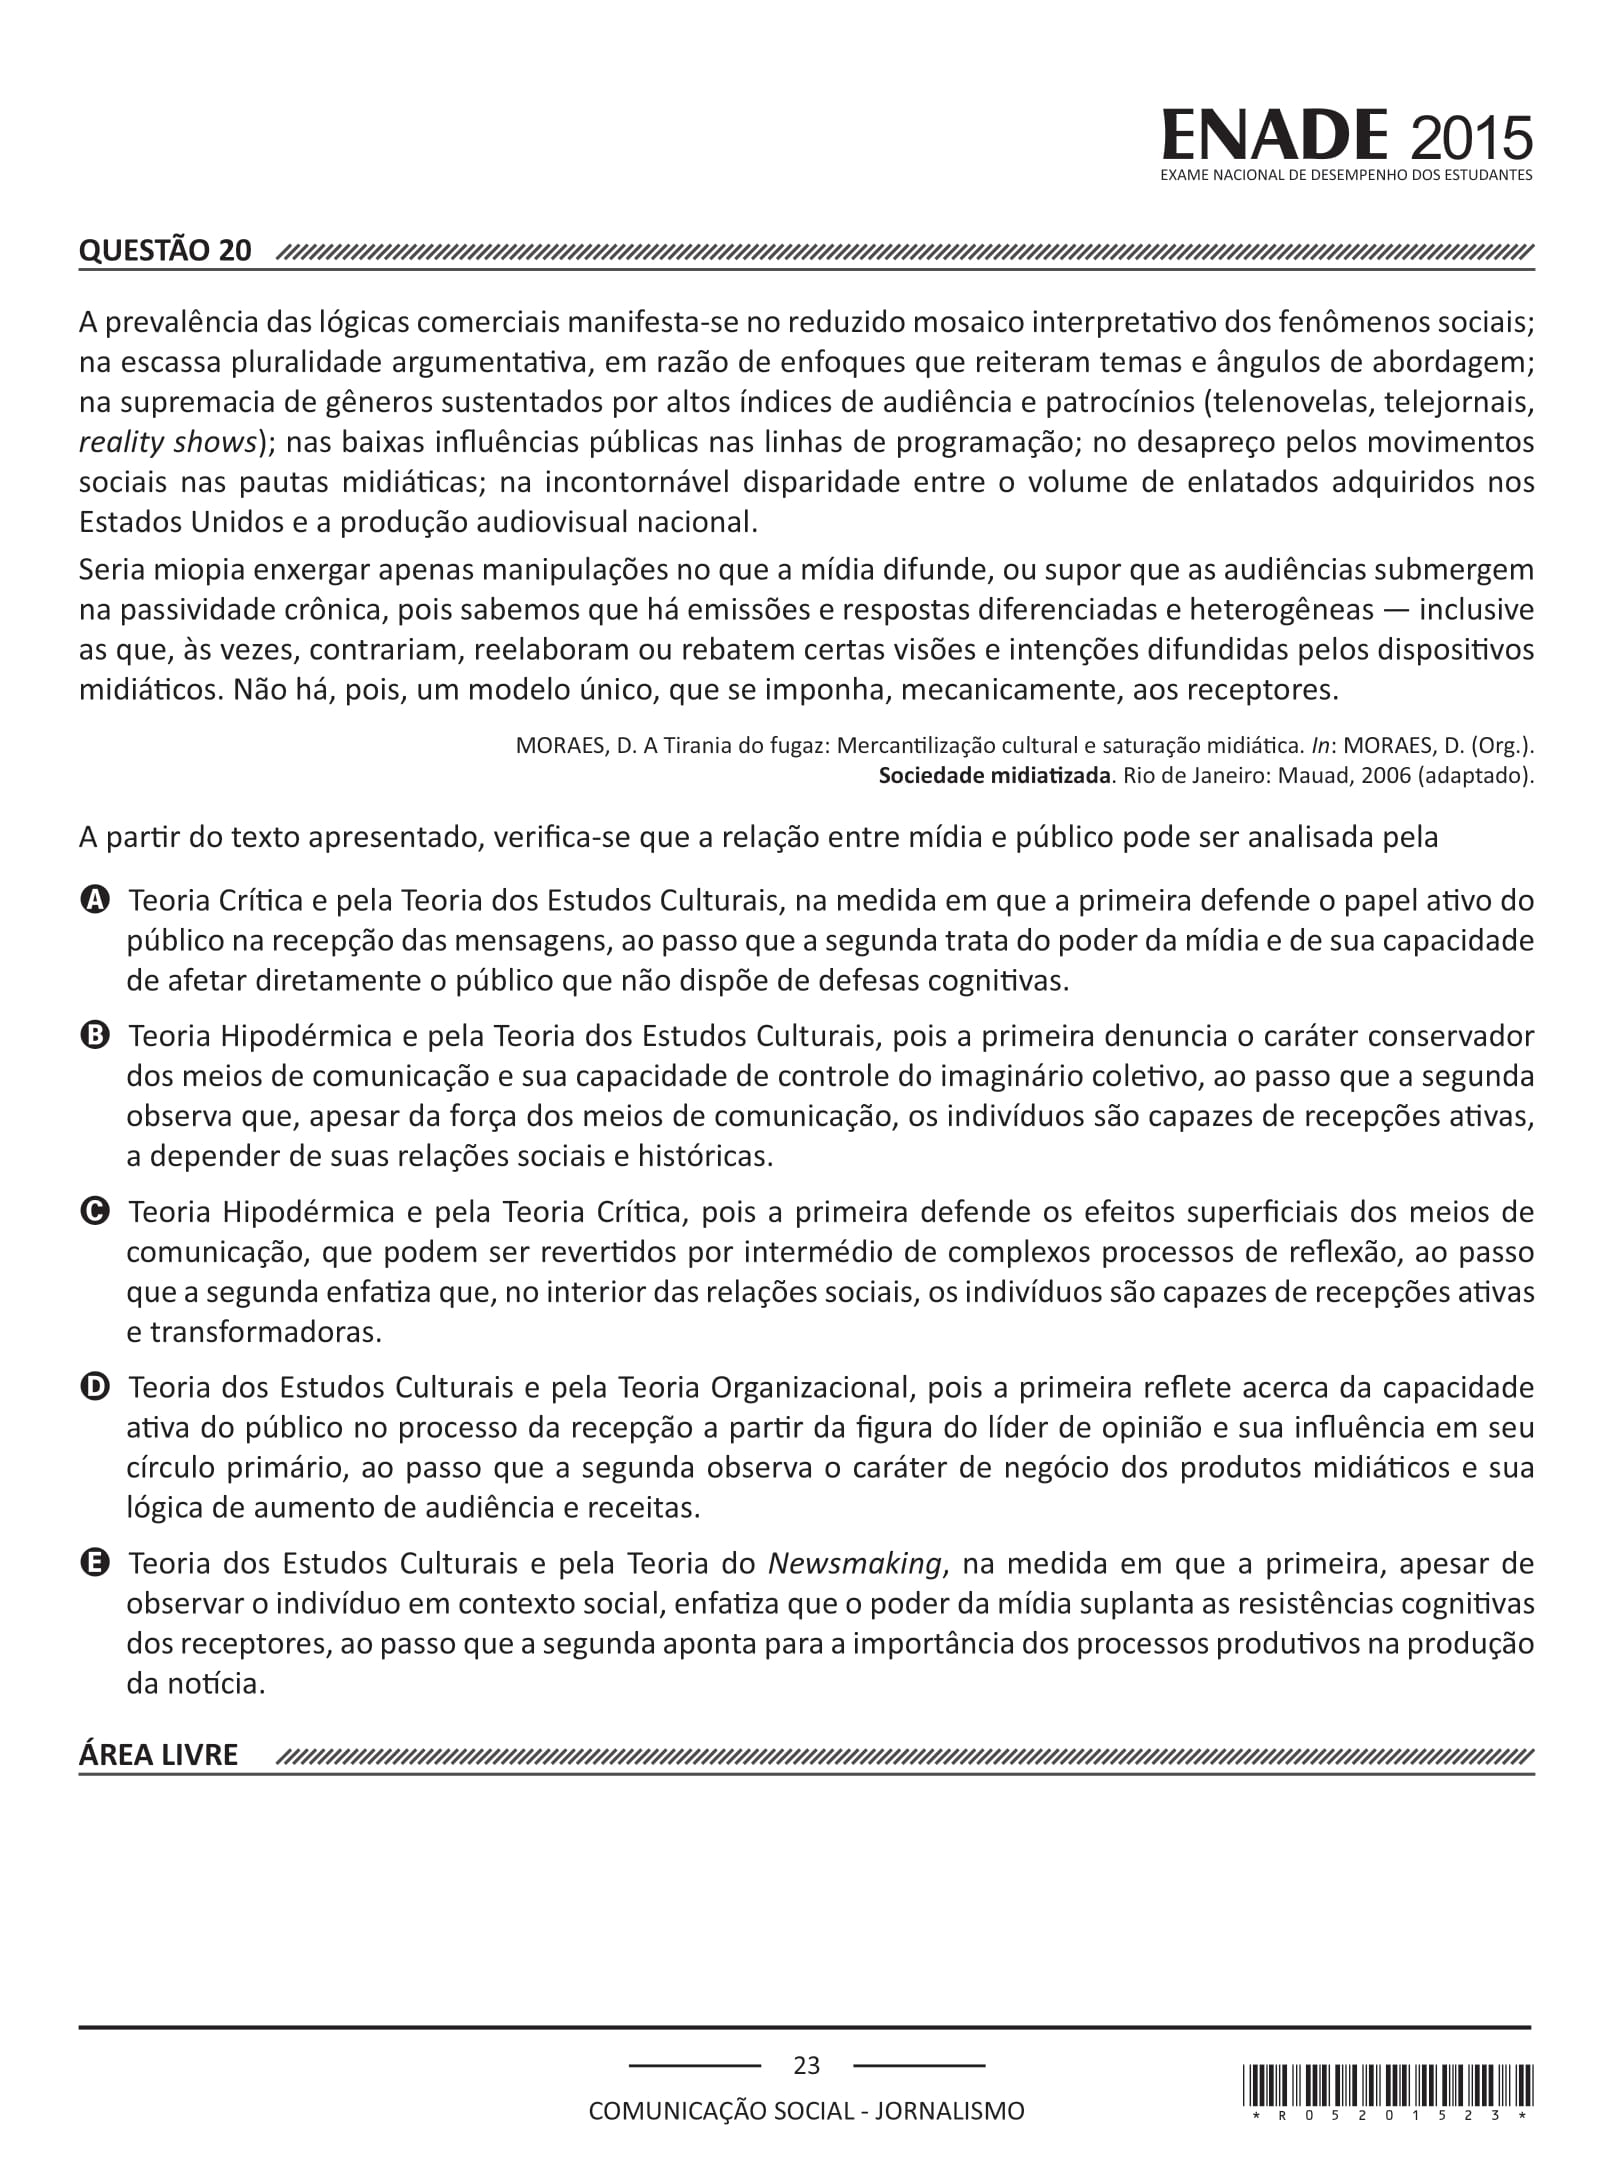 ENADE 2015
EXAME NACIONAL DE DESEMPENHO DOS ESTUDANTES
QUESTÃO 20
A prevalência das lógicas comerciais manifesta-se no reduzido mosaico interpretativo dos fenômenos sociais;
na escassa pluralidade argumentativa, em razão de enfoques que reiteram temas e ângulos de abordagem;
na supremacia de gêneros sustentados por altos índices de audiência e patrocínios (telenovelas, telejornais,
reality shows); nas baixas influências públicas nas linhas de programação; no desapreço pelos movimentos
sociais nas pautas midiáticas; na incontornável disparidade entre o volume de enlatados adquiridos nos
Estados Unidos e a produção audiovisual nacional.
Seria miopia enxergar apenas manipulações no que a mídia difunde, ou supor que as audiências submergem
na passividade crônica, pois sabemos que há emissões e respostas diferenciadas e heterogêneas — inclusive
as que, às vezes, contrariam, reelaboram ou rebatem certas visões e intenções difundidas pelos dispositivos
midiáticos. Não há, pois, um modelo único, que se imponha, mecanicamente, aos receptores.
MORAES, D. A Tirania do fugaz: Mercantilização cultural e saturação midiática. In: MORAES, D. (Org.).
Sociedade midiatizada. Rio de Janeiro: Mauad, 2006 (adaptado).
A partir do texto apresentado, verifica-se que a relação entre mídia e público pode ser analisada pela
A Teoria Crítica e pela Teoria dos Estudos Culturais, na medida em que a primeira defende o papel ativo do
público na recepção das mensagens, ao passo que a segunda trata do poder da mídia e de sua capacidade
de afetar diretamente o público que não dispõe de defesas cognitivas.
B Teoria Hipodérmica e pela Teoria dos Estudos Culturais, pois a primeira denuncia o caráter conservador
dos meios de comunicação e sua capacidade de controle do imaginário coletivo, ao passo que a segunda
observa que, apesar da força dos meios de comunicação, os indivíduos são capazes de recepções ativas,
a depender de suas relações sociais e históricas.
C Teoria Hipodérmica e pela Teoria Crítica, pois a primeira defende os efeitos superficiais dos meios de
comunicação, que podem ser revertidos por intermédio de complexos processos de reflexão, ao passo
que a segunda enfatiza que, no interior das relações sociais, os indivíduos são capazes de recepções ativas
e transformadoras.
D Teoria dos Estudos Culturais e pela Teoria Organizacional, pois a primeira reflete acerca da capacidade
ativa do público no processo da recepção a partir da figura do líder de opinião e sua influência em seu
círculo primário, ao passo que a segunda observa o caráter de negócio dos produtos midiáticos e sua
lógica de aumento de audiência e receitas.
E Teoria dos Estudos Culturais e pela Teoria do Newsmaking, na medida em que a primeira, apesar de
observar o indivíduo em contexto social, enfatiza que o poder da mídia suplanta as resistências cognitivas
dos receptores, ao passo que a segunda aponta para a importância dos processos produtivos na produção
da notícia.
ÁREA LIVRE
23
COMUNICAÇÃO SOCIAL - JORNALISMO
* R 0 5 2 0 1 5 2 3 *